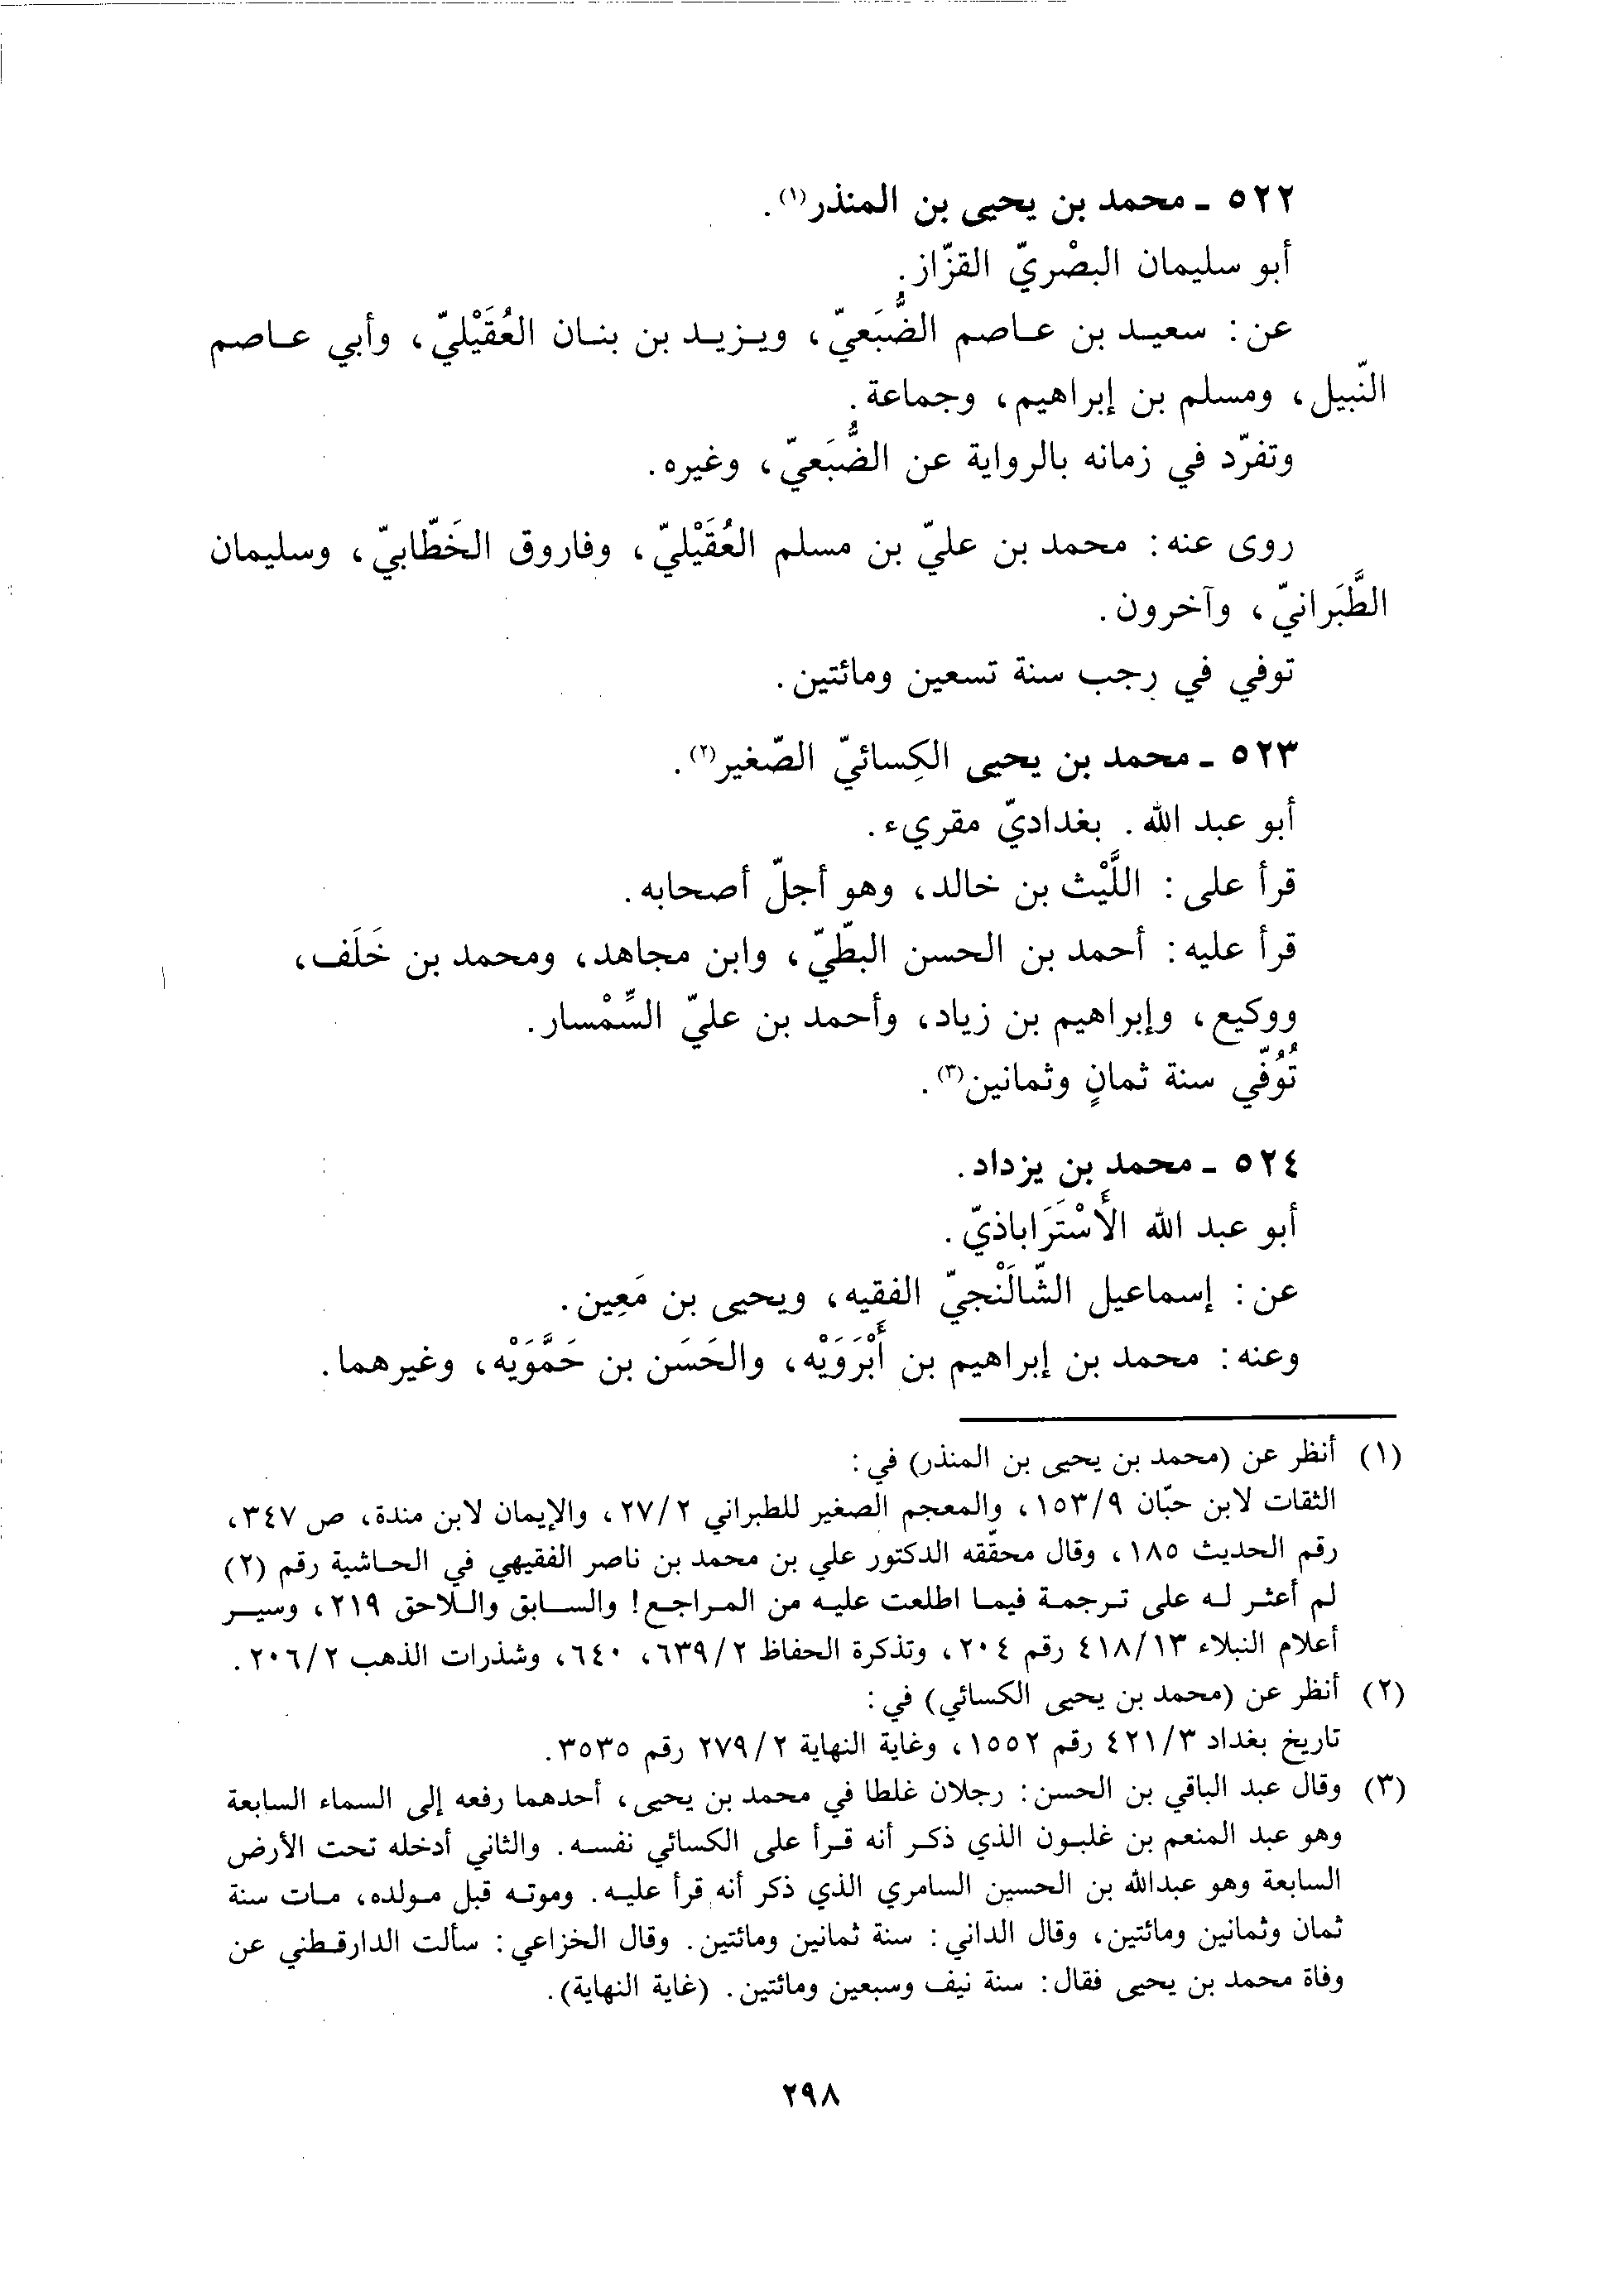 ٥٢٢ ـ محمد بن يحيى بن المنذر(١).
أبو سليمان البصْريّ القزّاز.
عن: سعيد بن عاصم الضُّبَعيّ، ويزيد بن بنان العُقَيْليّ، وأبي عاصم
النّبيل، ومسلم بن إبراهيم، وجماعة.
وتفرّد في زمانه بالرواية عن الضُّبَعيّ، وغيره.
روى عنه: محمد بن عليّ بن مسلم العُقَيْليّ، وفاروق الخَطّابيّ، وسليمان
الطَّبَرانيّ، وآخرون.
توفي في رجب سنة تسعين ومائتين.
٥٢٣ ـ محمد بن يحيى الكِسائيّ الصّغير(٢).
أبو عبد الله. بغداديّ مقريء.
قرأ على: اللَّيْث بن خالد، وهو أجلّ أصحابه.
قرأ عليه: أحمد بن الحسن البطّيّ، وابن مجاهد، ومحمد بن خَلَف،
ووكيع، وإبراهيم بن زياد، وأحمد بن عليّ السِّمْسار.
تُوُفّي سنة ثمانٍ وثمانين(٣).
٥٢٤ ـ محمد بن يزداد.
أبو عبد الله الأَسْتَرَاباذيّ.
عن: إسماعيل الشّالَنْجيّ الفقيه، ويحيى بن مَعِين.
وعنه: محمد بن إبراهيم بن أَبْرَوَيْه، والحَسَن بن حَمَّوَيْه، وغيرهما.
(١) أنظر عن (محمد بن يحيى بن المنذر) في:
الثقات لابن حبّان ١٥٣/٩، والمعجم الصغير للطبراني ٢٧/٢، والإيمان لابن مندة، ص ٣٤٧،
رقم الحديث ١٨٥، وقال محقّقه الدكتور علي بن محمد بن ناصر الفقيهي في الحاشية رقم (٢)
لم أعثر له على ترجمة فيما اطلعت عليه من المراجع! والسابق واللاحق ٢١٩، وسير
أعلام النبلاء ٤١٨/١٣ رقم ٢٠٤، وتذكرة الحفاظ ٦٣٩/٢، ٦٤٠، وشذرات الذهب ٢٠٦/٢.
(٢) أنظر عن (محمد بن يحيى الكسائي) في:
تاريخ بغداد ٤٢١/٣ رقم ١٥٥٢، وغاية النهاية ٢٧٩/٢ رقم ٣٥٣٥.
(٣) وقال عبد الباقي بن الحسن: رجلان غلطا في محمد بن يحيى، أحدهما رفعه إلى السماء السابعة
وهو عبد المنعم بن غلبون الذي ذكر أنه قرأ على الكسائي نفسه. والثاني أدخله تحت الأرض
السابعة وهو عبدالله بن الحسين السامري الذي ذكر أنه قرأ عليه. وموته قبل مولده، مات سنة
ثمان وثمانين ومائتين، وقال الداني: سنة ثمانين ومائتين. وقال الخزاعي: سألت الدارقطني عن
وفاة محمد بن يحيى فقال: سنة نيف وسبعين ومائتين. (غاية النهاية).
٢٩٨